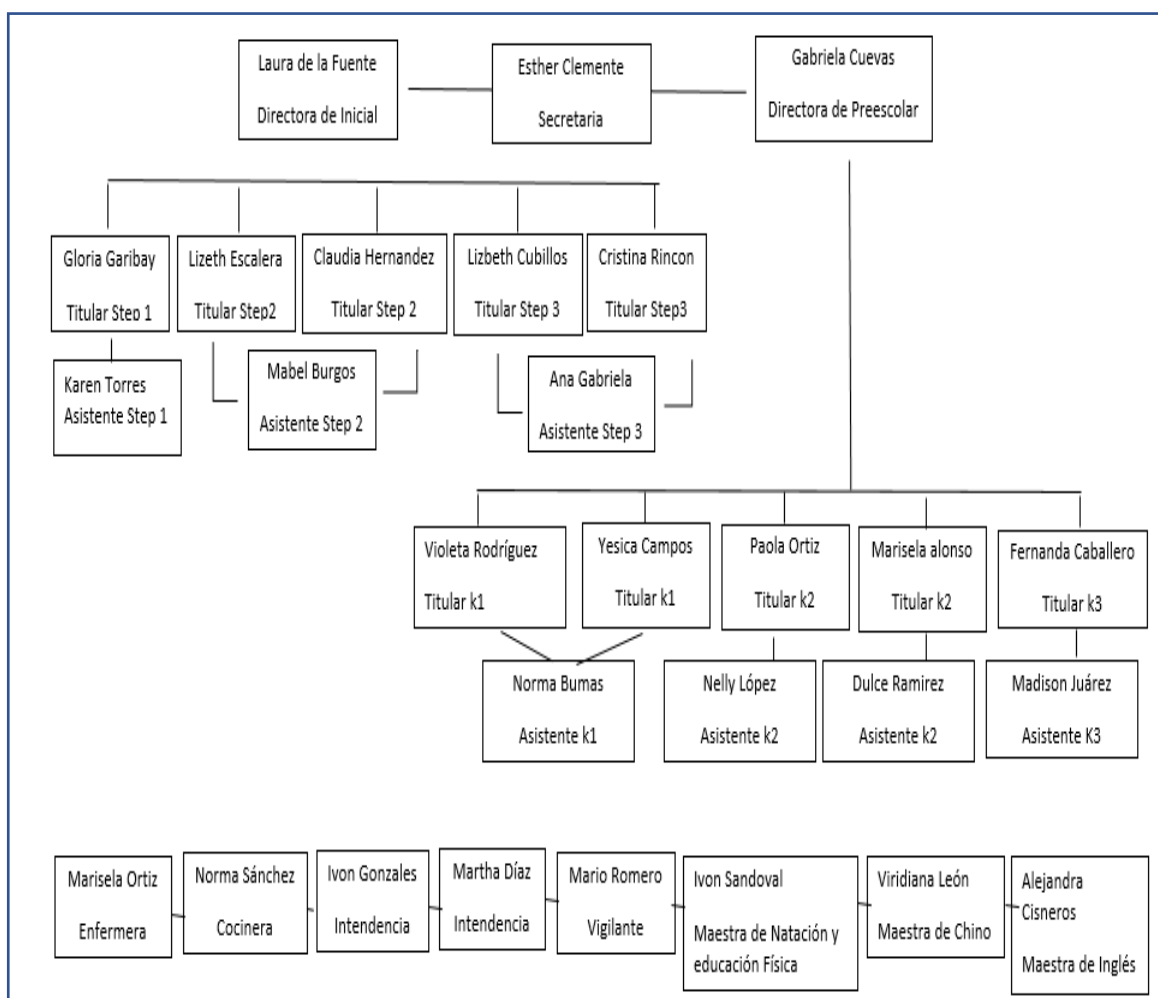 Laura de la Fuente
Directora de Inicial
Esther Clemente
Secretaria
Gabriela Cuevas
Directora de Preescolar
Gloria Garibay
Titular Step 1
Lizeth Escalera
Titular Step2
Claudia Hernandez
Titular Step 2
Lizbeth Cubillos
Titular Step 3
Cristina Rincon
Titular Step3
Karen Torres
Asistente Step 1
Mabel Burgos
Asistente Step 2
Ana Gabriela
Asistente Step 3
Violeta Rodríguez
Titular k1
Yesica Campos
Titular k1
Paola Ortiz
Titular k2
Marisela alonso
Titular k2
Fernanda Caballero
Titular k3
Norma Bumas
Asistente k1
Nelly López
Asistente k2
Dulce Ramirez
Asistente k2
Madison Juárez
Asistente K3
Marisela Ortiz
Enfermera
Norma Sánchez
Cocinera
Ivon Gonzales
Intendencia
Martha Díaz
Intendencia
Mario Romero
Vigilante
Ivon Sandoval
Maestra de Natación y
educación Física
Viridiana León
Maestra de Chino
Alejandra
Cisneros
Maestra de Inglés